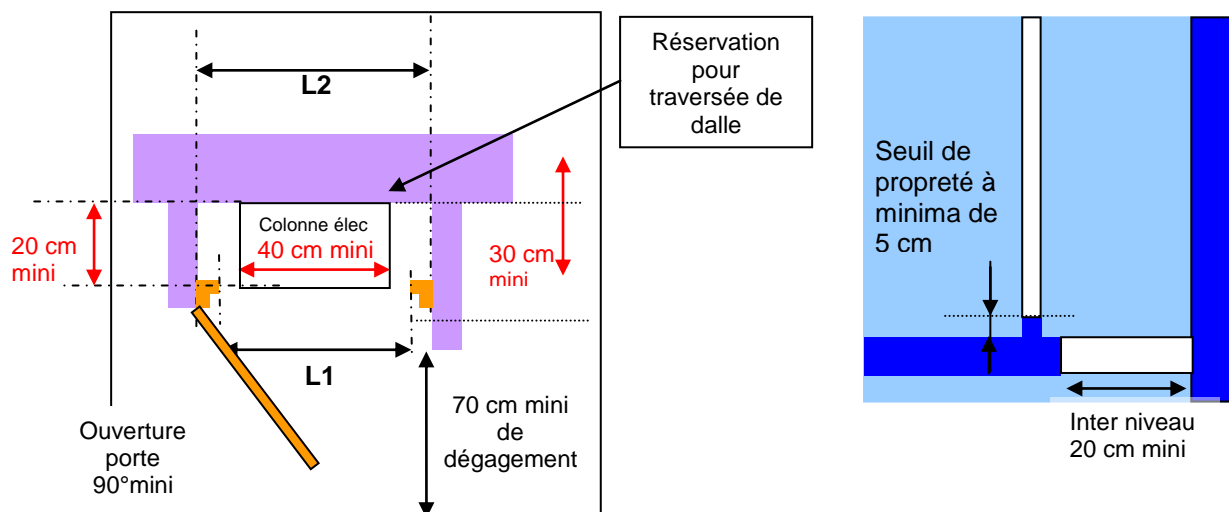 L2
Réservation
pour
traversée de
dalle
Colonne élec
40 cm mini
20 cm
mini
30 cm
mini
L1
70 cm mini
de
dégagement
Ouverture
porte
90°mini
Seuil de
propreté à
minima de
5 cm
Inter niveau
20 cm mini